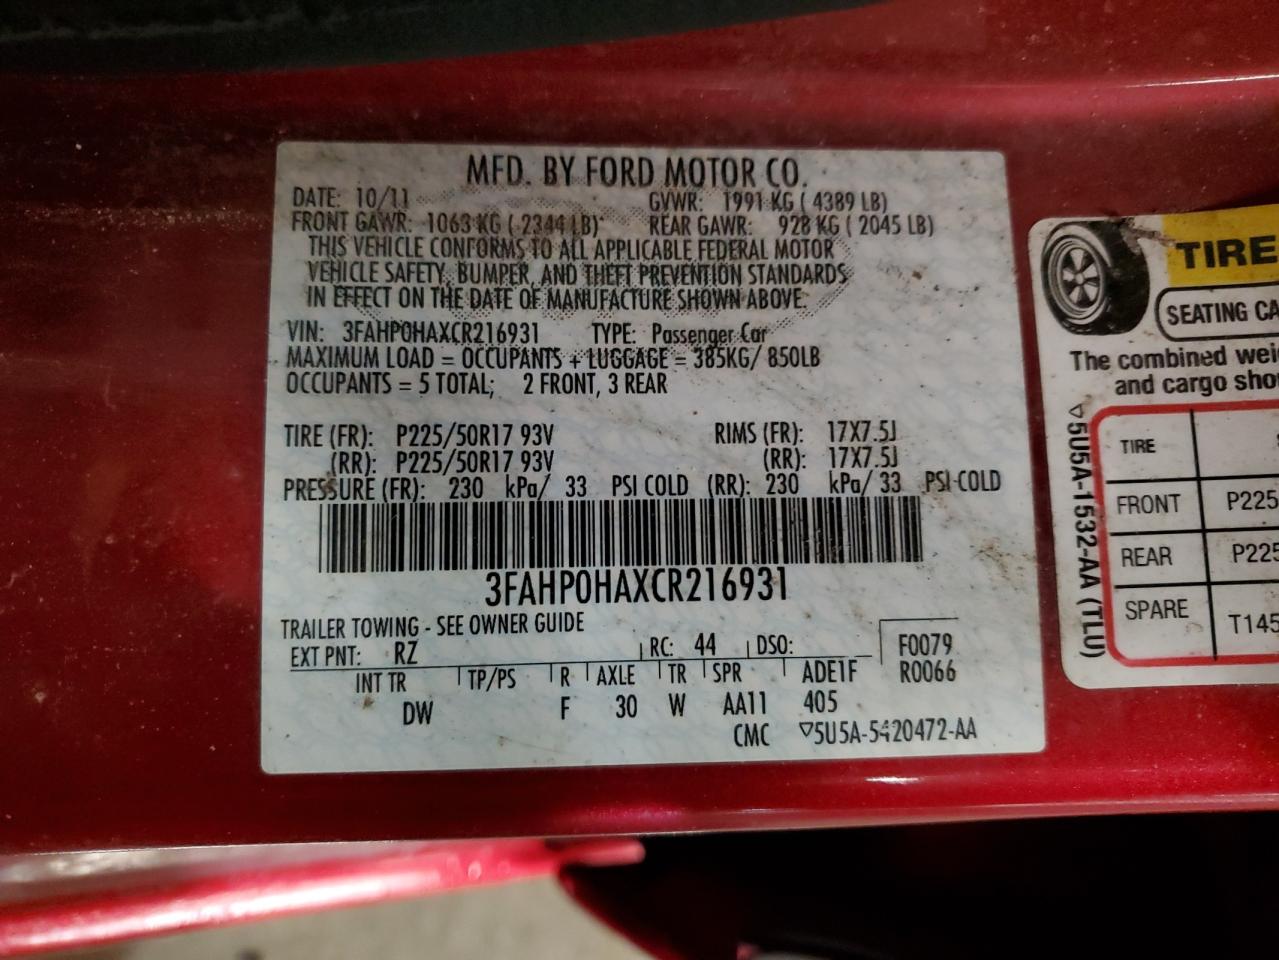 MFD. BY FORD MOTOR CO.
DATE: 10/11 GVWR: 1991 KG ( 4389 LB)
FRONT GAWR: 1063 KG ( 2344 LB) REAR GAWR: 928 KG ( 2045 LB)
THIS VEHICLE CONFORMS TO ALL APPLICABLE FEDERAL MOTOR
VEHICLE SAFETY, BUMPER, AND THEFT PREVENTION STANDARDS
IN EFFECT ON THE DATE OF MANUFACTURE SHOWN ABOVE.
VIN: 3FAHP0HAXCR216931 TYPE: Passenger Car
MAXIMUM LOAD = OCCUPANTS + LUGGAGE = 385KG/ 850LB
OCCUPANTS = 5 TOTAL; 2 FRONT, 3 REAR
TIRE (FR): P225/50R17 93V RIMS (FR): 17X7.5J
(RR): P225/50R17 93V (RR): 17X7.5J
PRESSURE (FR): 230 kPa/ 33 PSI COLD (RR): 230 kPa/ 33 PSI-COLD
3FAHP0HAXCR216931
TRAILER TOWING - SEE OWNER GUIDE
EXT PNT: RZ RC: 44 DSO: F0079
INT TR TP/PS R AXLE TR SPR ADE1F R0066
DW F 30 W AA11 405
CMC ▽5U5A-5420472-AA
TIRE
SEATING CA
The combined wei
and cargo sho
▽5U5A-1532-AA (TLU)
TIRE
FRONT P225
REAR P225
SPARE T145